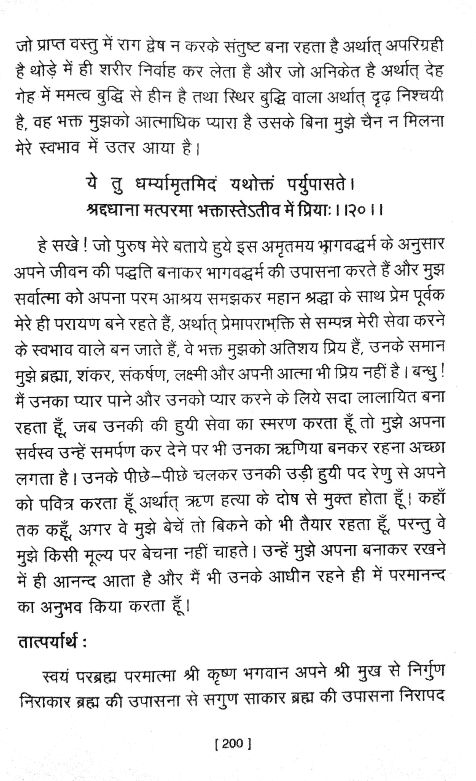 जो प्राप्त वस्तु में राग द्वेष न करके संतुष्ट बना रहता है अर्थात् अपरिग्रही
है थोड़े में ही शरीर निर्वाह कर लेता है और जो अनिकेत है अर्थात् देह
गेह में ममत्व बुद्धि से हीन है तथा स्थिर बुद्धि वाला अर्थात् दृढ़ निश्चयी
है, वह भक्त मुझको आत्माधिक प्यारा है उसके बिना मुझे चैन न मिलना
मेरे स्वभाव में उतर आया है।
ये तु धर्म्यामृतमिदं यथोक्तं पर्युपासते।
श्रद्दधाना मत्परमा भक्तास्तेऽतीव में प्रियाः।।२०।।
हे सखे! जो पुरुष मेरे बताये हुये इस अमृतमय भागवद्धर्म के अनुसार
अपने जीवन की पद्धति बनाकर भागवद्धर्म की उपासना करते हैं और मुझ
सर्वात्मा को अपना परम आश्रय समझकर महान श्रद्धा के साथ प्रेम पूर्वक
मेरे ही परायण बने रहते हैं, अर्थात् प्रेमापराभक्ति से सम्पन्न मेरी सेवा करने
के स्वभाव वाले बन जाते हैं, वे भक्त मुझको अतिशय प्रिय हैं, उनके समान
मुझे ब्रह्मा, शंकर, संकर्षण, लक्ष्मी और अपनी आत्मा भी प्रिय नहीं है। बन्धु!
मैं उनका प्यार पाने और उनको प्यार करने के लिये सदा लालायित बना
रहता हूँ, जब उनकी की हुयी सेवा का स्मरण करता हूँ तो मुझे अपना
सर्वस्व उन्हें समर्पण कर देने पर भी उनका ऋणिया बनकर रहना अच्छा
लगता है। उनके पीछे–पीछे चलकर उनकी उड़ी हुयी पद रेणु से अपने
को पवित्र करता हूँ अर्थात् ऋण हत्या के दोष से मुक्त होता हूँ। कहाँ
तक कहूँ, अगर वे मुझे बेचें तो बिकने को भी तैयार रहता हूँ, परन्तु वे
मुझे किसी मूल्य पर बेचना नहीं चाहते। उन्हें मुझे अपना बनाकर रखने
में ही आनन्द आता है और मैं भी उनके आधीन रहने ही में परमानन्द
का अनुभव किया करता हूँ।
तात्पर्यार्थ :
स्वयं परब्रह्म परमात्मा श्री कृष्ण भगवान अपने श्री मुख से निर्गुण
निराकार ब्रह्म की उपासना से सगुण साकार ब्रह्म की उपासना निरापद
[ 200 ]